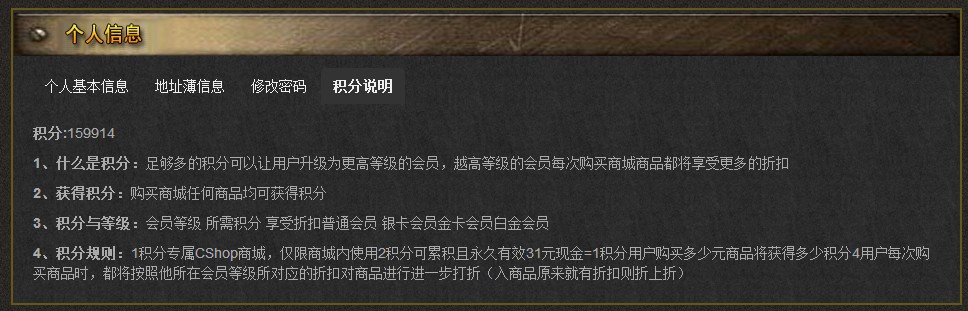 个人信息
个人基本信息 地址薄信息 修改密码 积分说明
积分:159914
1、什么是积分：足够多的积分可以让用户升级为更高等级的会员，越高等级的会员每次购买商城商品都将享受更多的折扣
2、获得积分：购买商城任何商品均可获得积分
3、积分与等级：会员等级 所需积分 享受折扣普通会员 银卡会员金卡会员白金会员
4、积分规则：1积分专属CShop商城，仅限商城内使用2积分可累积且永久有效31元现金=1积分用户购买多少元商品将获得多少积分4用户每次购
买商品时，都将按照他所在会员等级所对应的折扣对商品进行进一步打折（入商品原来就有折扣则折上折）